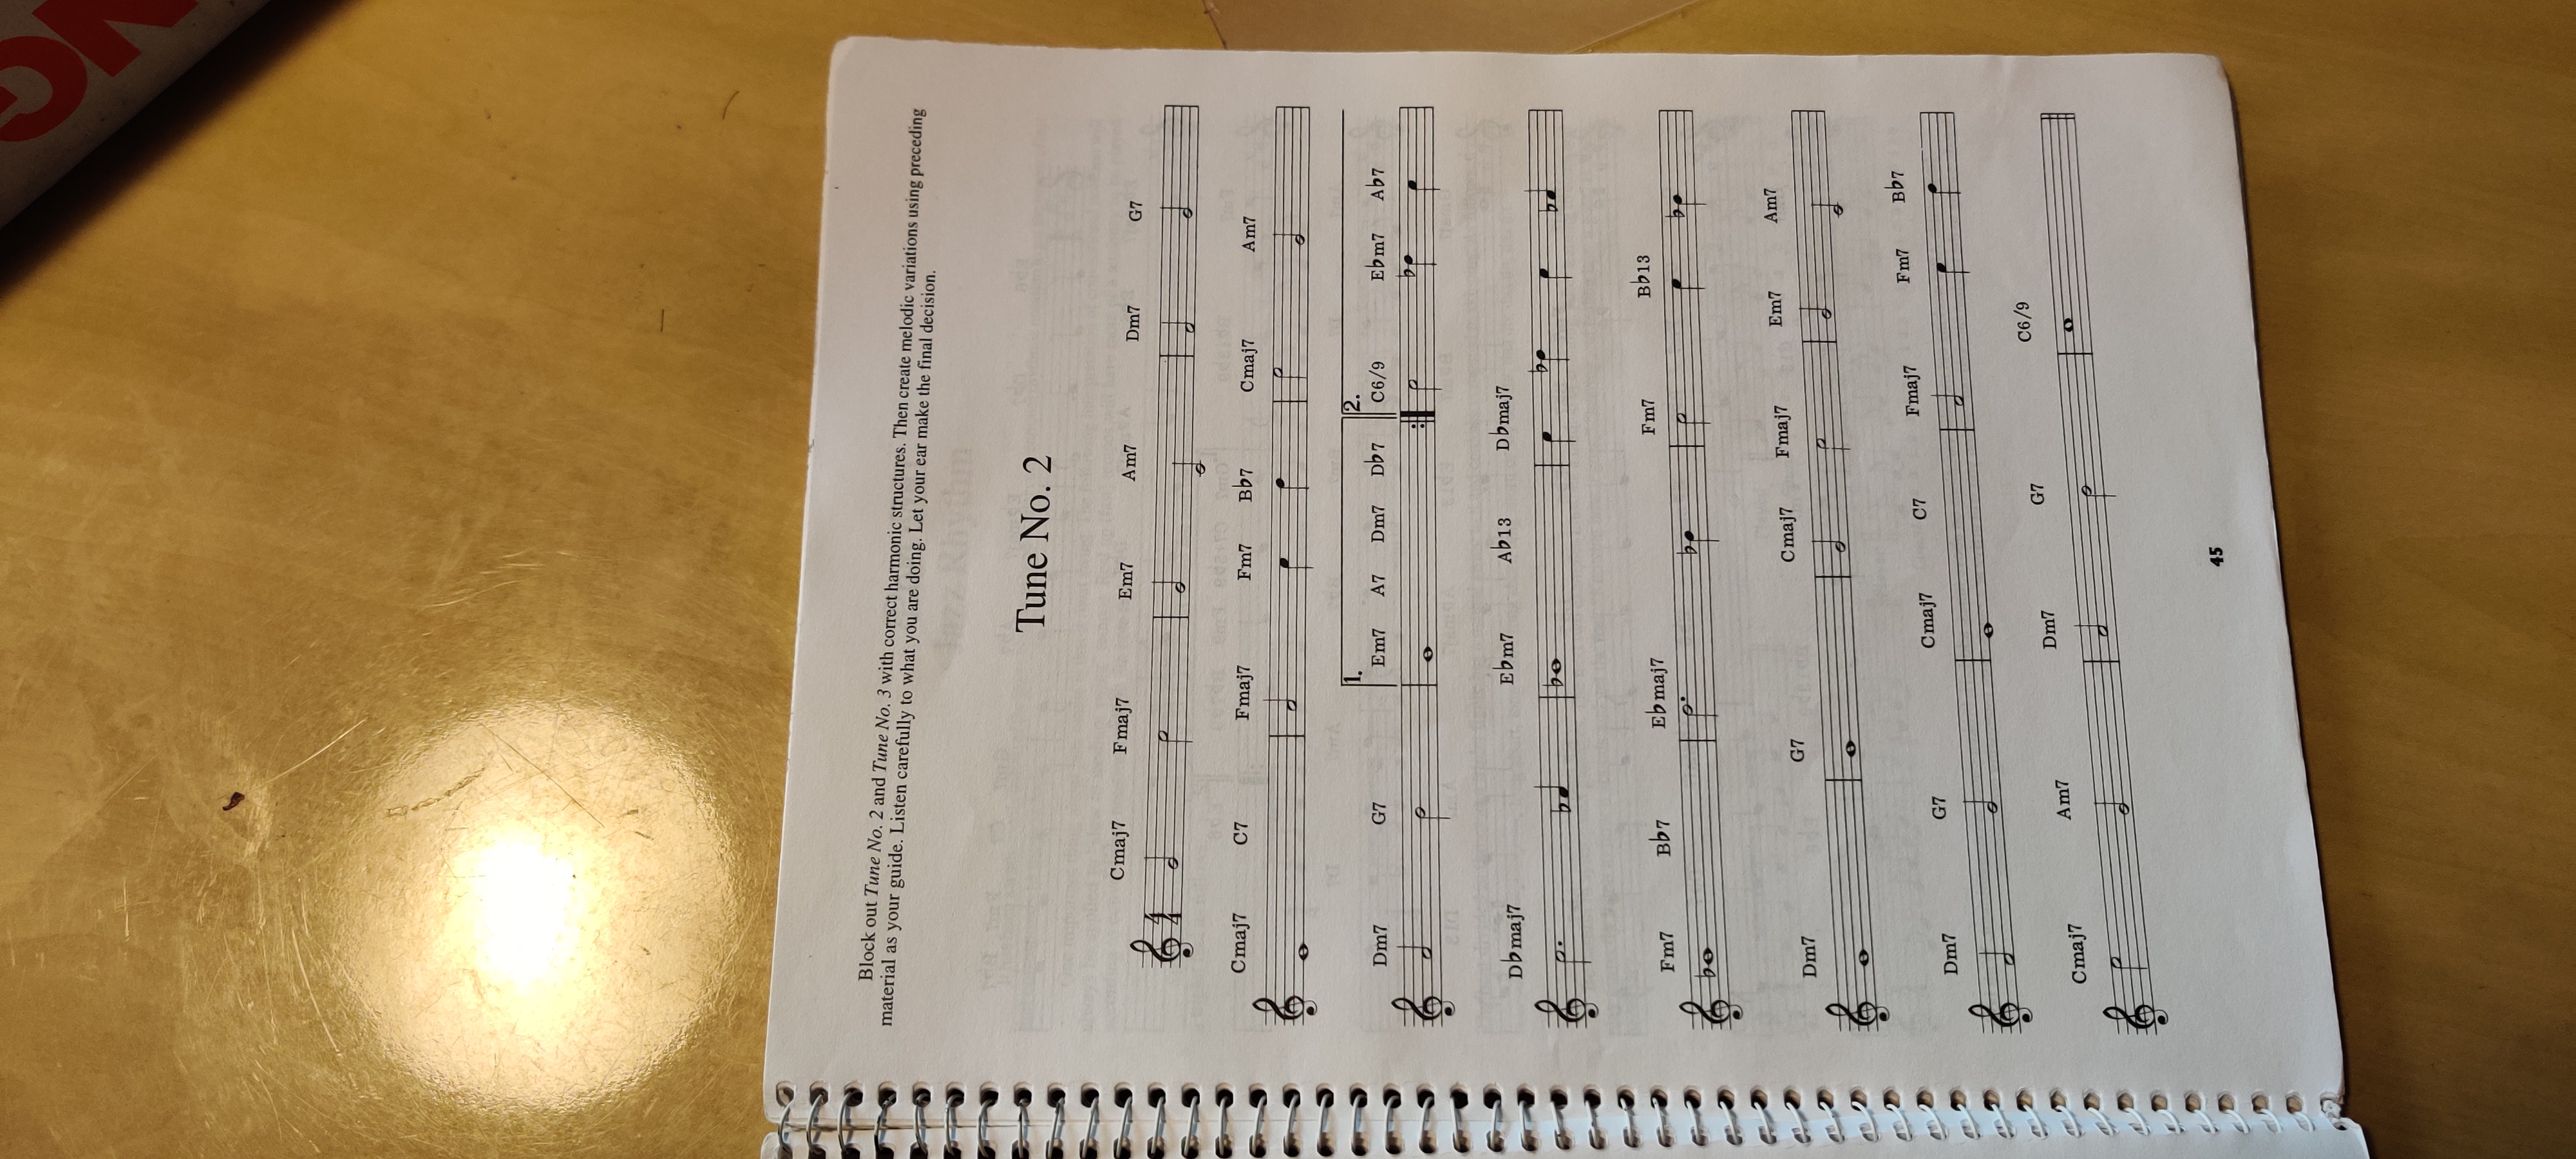 Block out Tune No. 2 and Tune No. 3 with correct harmonic structures. Then create melodic variations using preceding
material as your guide. Listen carefully to what you are doing. Let your ear make the final decision.
Tune No. 2
Cmaj7 Fmaj7 Em7 Am7 Dm7 G7
4
4
Cmaj7 C7 Fmaj7 Fm7 B♭7 Cmaj7 Am7
1. 2.
Dm7 G7 Em7 A7 Dm7 D♭7 C6/9 E♭m7 A♭7
D♭maj7 E♭m7 A♭13 D♭maj7
Fm7 B♭7 E♭maj7 Fm7 B♭13
Dm7 G7 Cmaj7 Fmaj7 Em7 Am7
Dm7 G7 Cmaj7 C7 Fmaj7 Fm7 B♭7
Cmaj7 Am7 Dm7 G7 C6/9
45